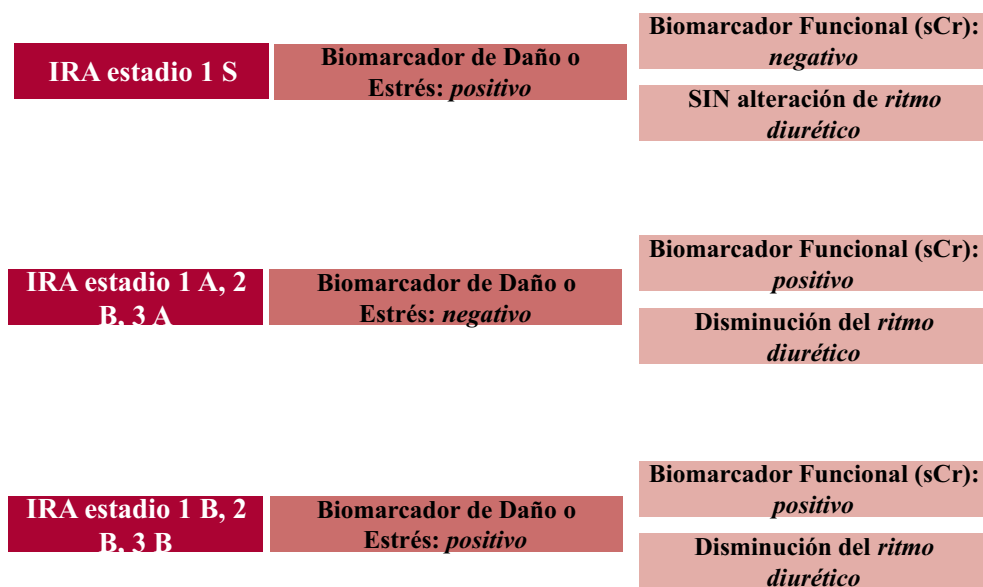 IRA estadio 1 S
Biomarcador de Daño o
Estrés: positivo
Biomarcador Funcional (sCr):
negativo
SIN alteración de ritmo
diurético
IRA estadio 1 A, 2
B, 3 A
Biomarcador de Daño o
Estrés: negativo
Biomarcador Funcional (sCr):
positivo
Disminución del ritmo
diurético
IRA estadio 1 B, 2
B, 3 B
Biomarcador de Daño o
Estrés: positivo
Biomarcador Funcional (sCr):
positivo
Disminución del ritmo
diurético